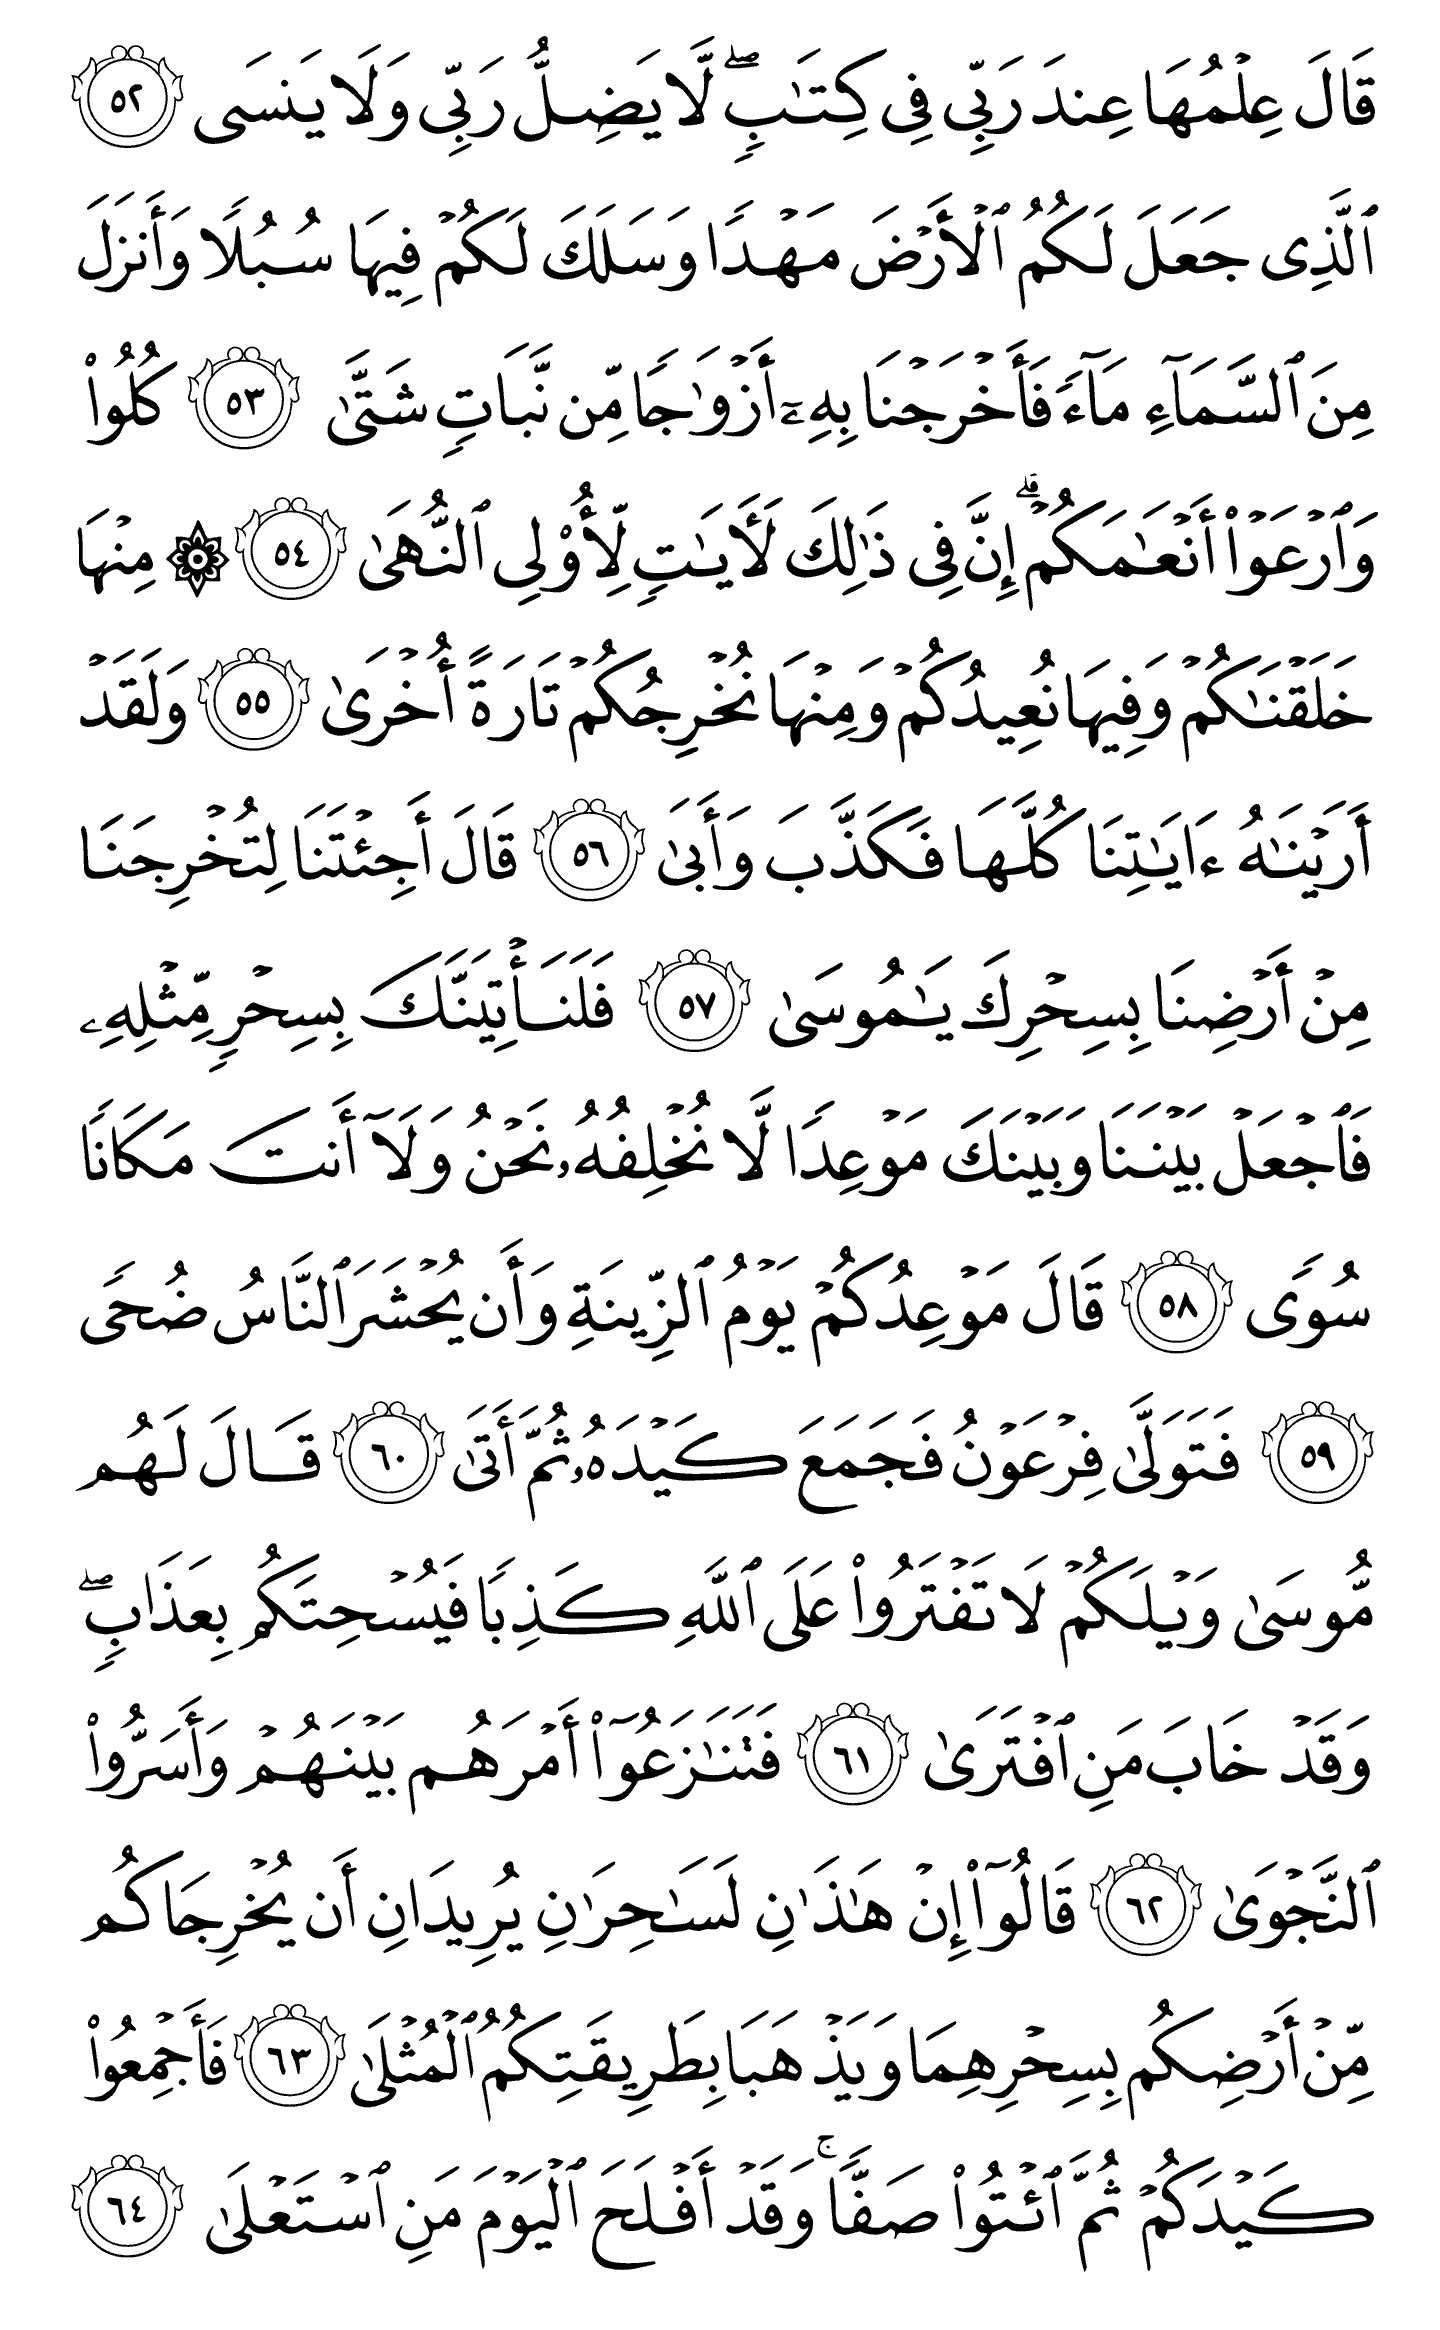 قَالَ عِلۡمُهَا عِندَ رَبِّي فِي كِتَٰبٖۖ لَّا يَضِلُّ رَبِّي وَلَا يَنسَى ٥٢
ٱلَّذِي جَعَلَ لَكُمُ ٱلۡأَرۡضَ مَهۡدٗا وَسَلَكَ لَكُمۡ فِيهَا سُبُلٗا وَأَنزَلَ
مِنَ ٱلسَّمَآءِ مَآءٗ فَأَخۡرَجۡنَا بِهِۦٓ أَزۡوَٰجٗا مِّن نَّبَاتٖ شَتَّىٰ ٥٣ كُلُواْ
وَٱرۡعَوۡاْ أَنۡعَٰمَكُمۡۚ إِنَّ فِي ذَٰلِكَ لَأٓيَٰتٖ لِّأُوْلِي ٱلنُّهَىٰ ٥٤ ۞ مِنۡهَا
خَلَقۡنَٰكُمۡ وَفِيهَا نُعِيدُكُمۡ وَمِنۡهَا نُخۡرِجُكُمۡ تَارَةً أُخۡرَىٰ ٥٥ وَلَقَدۡ
أَرَيۡنَٰهُ ءَايَٰتِنَا كُلَّهَا فَكَذَّبَ وَأَبَىٰ ٥٦ قَالَ أَجِئۡتَنَا لِتُخۡرِجَنَا
مِنۡ أَرۡضِنَا بِسِحۡرِكَ يَٰمُوسَىٰ ٥٧ فَلَنَأۡتِيَنَّكَ بِسِحۡرٖ مِّثۡلِهِۦ
فَٱجۡعَلۡ بَيۡنَنَا وَبَيۡنَكَ مَوۡعِدٗا لَّا نُخۡلِفُهُۥ نَحۡنُ وَلَآ أَنتَ مَكَانٗا
سُوٗى ٥٨ قَالَ مَوۡعِدُكُمۡ يَوۡمُ ٱلزِّينَةِ وَأَن يُحۡشَرَ ٱلنَّاسُ ضُحٗى
٥٩ فَتَوَلَّىٰ فِرۡعَوۡنُ فَجَمَعَ كَيۡدَهُۥ ثُمَّ أَتَىٰ ٦٠ قَالَ لَهُم
مُّوسَىٰ وَيۡلَكُمۡ لَا تَفۡتَرُواْ عَلَى ٱللَّهِ كَذِبٗا فَيُسۡحِتَكُم بِعَذَابٖۖ
وَقَدۡ خَابَ مَنِ ٱفۡتَرَىٰ ٦١ فَتَنَٰزَعُوٓاْ أَمۡرَهُم بَيۡنَهُمۡ وَأَسَرُّواْ
ٱلنَّجۡوَىٰ ٦٢ قَالُوٓاْ إِنۡ هَٰذَٰنِ لَسَٰحِرَٰنِ يُرِيدَانِ أَن يُخۡرِجَاكُم
مِّنۡ أَرۡضِكُم بِسِحۡرِهِمَا وَيَذۡهَبَا بِطَرِيقَتِكُمُ ٱلۡمُثۡلَىٰ ٦٣ فَأَجۡمِعُواْ
كَيۡدَكُمۡ ثُمَّ ٱئۡتُواْ صَفّٗاۚ وَقَدۡ أَفۡلَحَ ٱلۡيَوۡمَ مَنِ ٱسۡتَعۡلَىٰ ٦٤